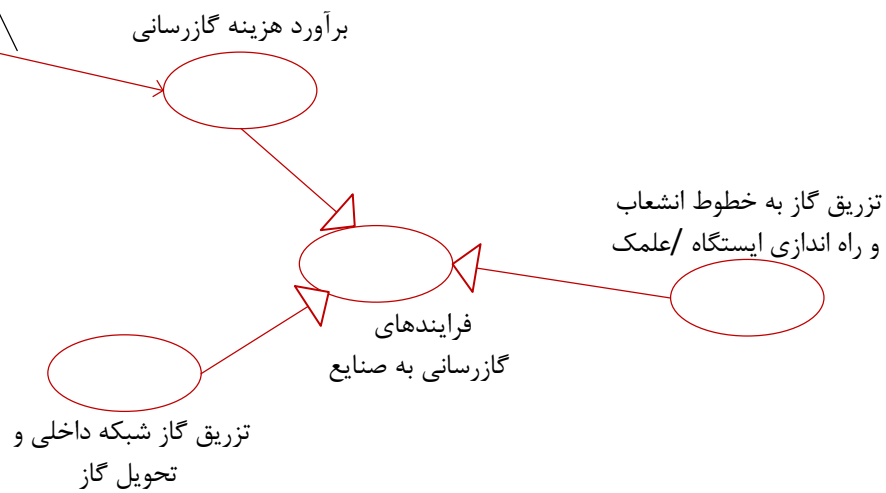 برآورد هزینه گازرسانی
تزریق گاز به خطوط انشعاب
و راه اندازی ایستگاه /علمک
فرایندهای
گازرسانی به صنایع
تزریق گاز شبکه داخلی و
تحویل گاز